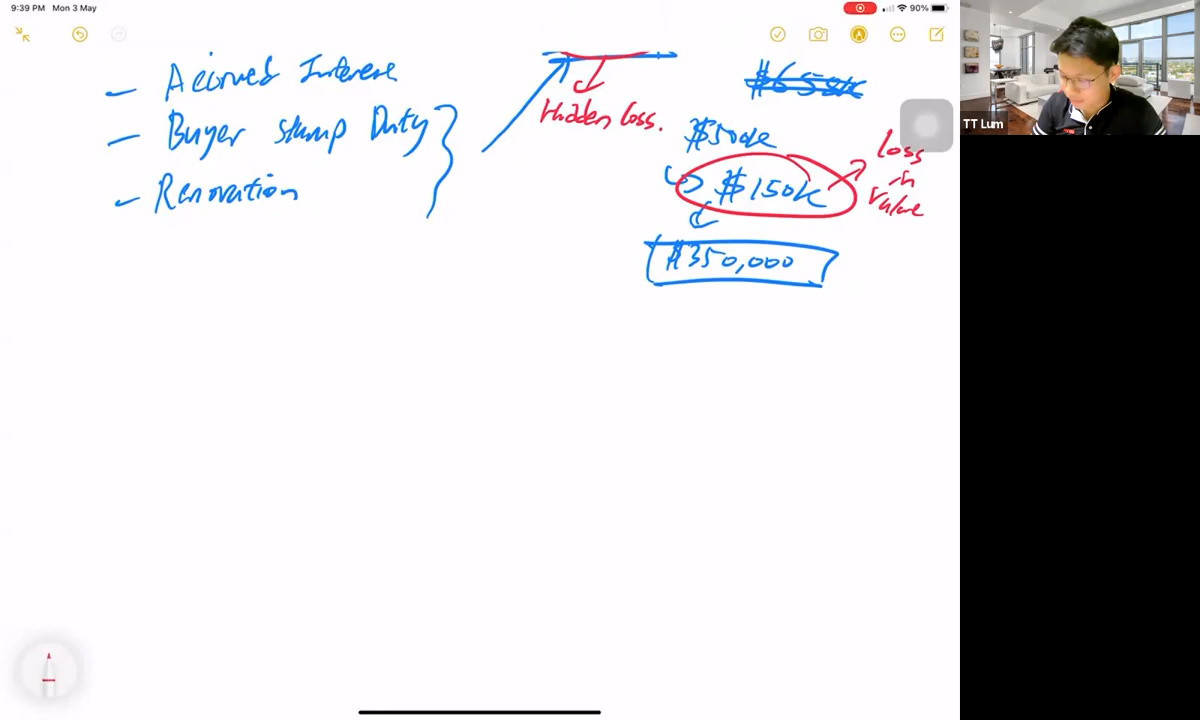 9:39 PM Mon 3 May
90%
- Accrued Interest
- Buyer Stamp Duty
- Renovation
Hidden loss.
$500k
$150k
loss
in
value
$350,000
TT Lum